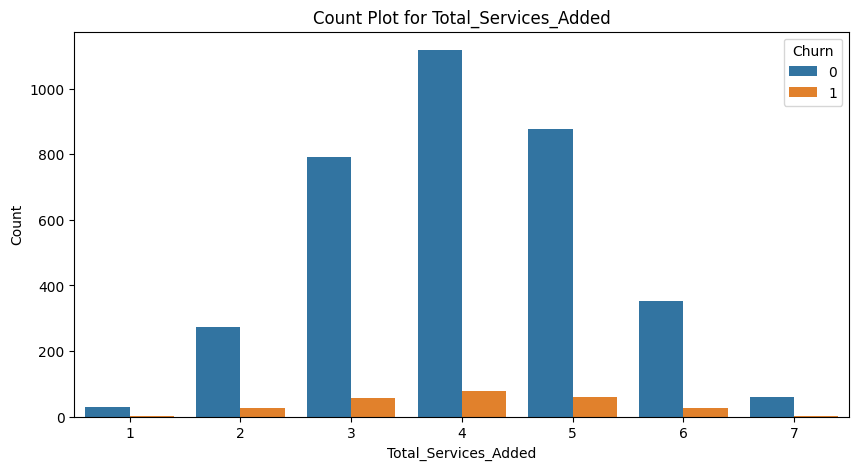 Count Plot for Total_Services_Added
Churn
0
1
1000
800
600
400
200
0
Count
1 2 3 4 5 6 7
Total_Services_Added